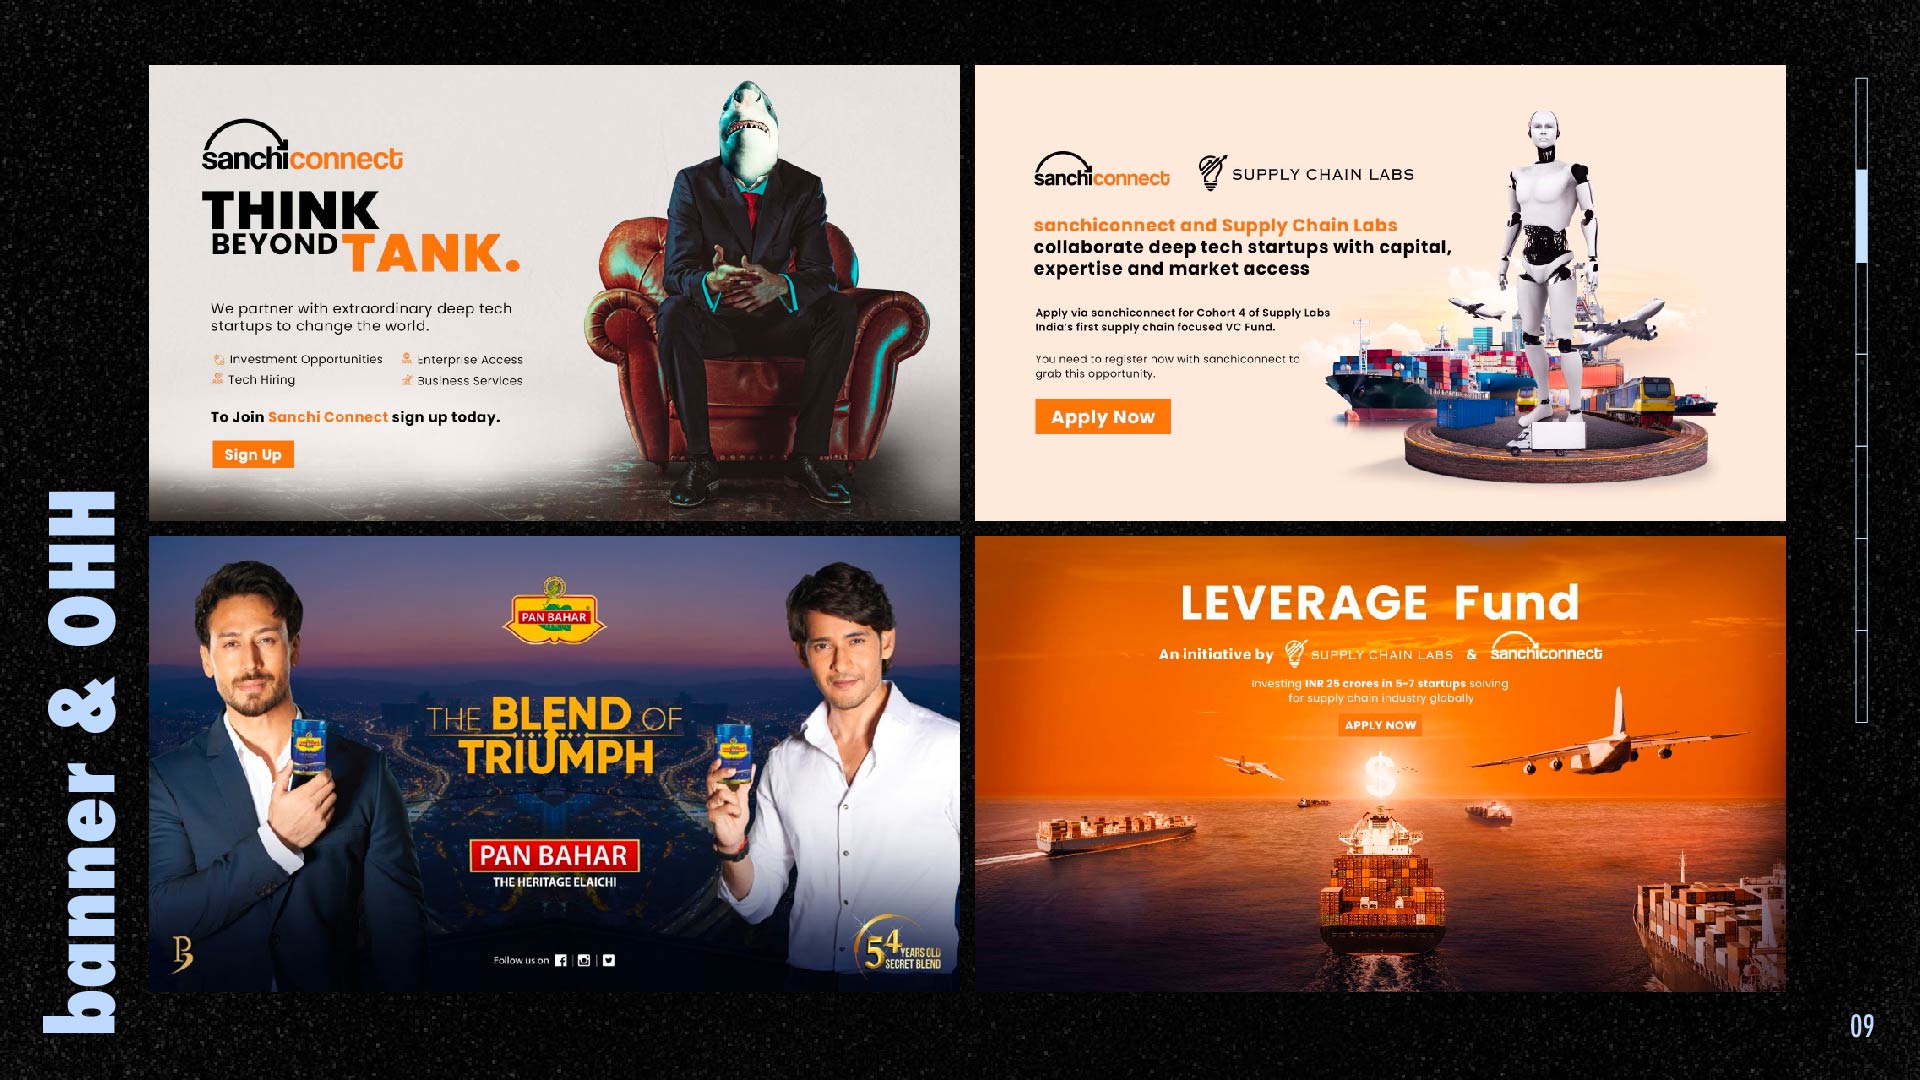 banner & OHH
sanchiconnect
THINK
BEYOND TANK.
We partner with extraordinary deep tech
startups to change the world.
Investment Opportunities Enterprise Access
Tech Hiring Business Services
To Join Sanchi Connect sign up today.
Sign Up
sanchiconnect SUPPLY CHAIN LABS
sanchiconnect and Supply Chain Labs
collaborate deep tech startups with capital,
expertise and market access
Apply via sanchiconnect for Cohort 4 of Supply Labs
India's first supply chain focused VC Fund.
You need to register now with sanchiconnect to
grab this opportunity.
Apply Now
PAN BAHAR
THE BLEND OF
TRIUMPH
PAN BAHAR
THE HERITAGE ELAICHI
Follow us on
54 YEARS OLD
SECRET BLEND
LEVERAGE Fund
An initiative by SUPPLY CHAIN LABS & sanchiconnect
Investing INR 25 crores in 5-7 startups solving
for supply chain industry globally
APPLY NOW
$
09